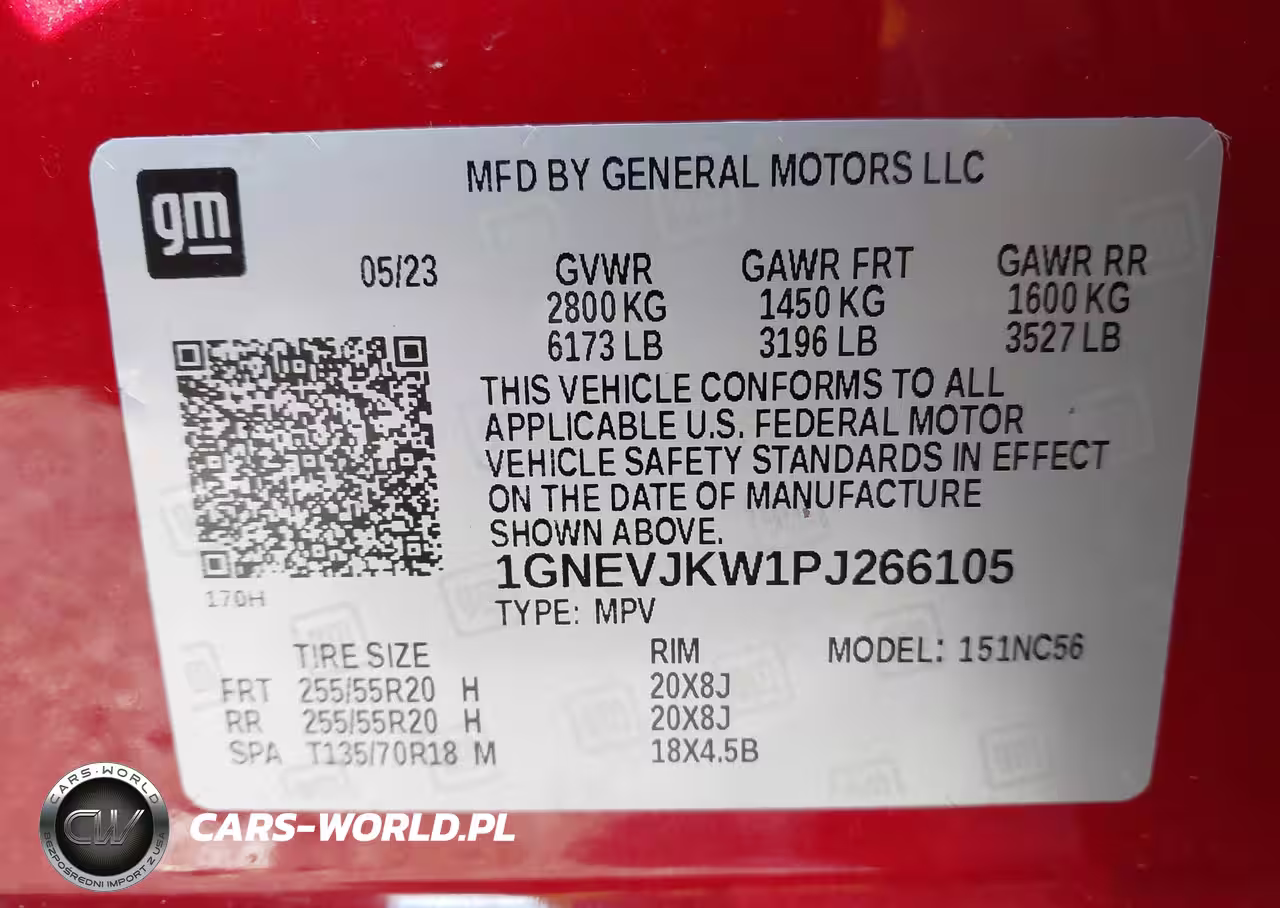 gm
MFD BY GENERAL MOTORS LLC
05/23 GVWR GAWR FRT GAWR RR
2800 KG 1450 KG 1600 KG
6173 LB 3196 LB 3527 LB
THIS VEHICLE CONFORMS TO ALL
APPLICABLE U.S. FEDERAL MOTOR
VEHICLE SAFETY STANDARDS IN EFFECT
ON THE DATE OF MANUFACTURE
SHOWN ABOVE.
1GNEVJKW1PJ266105
170H
TYPE: MPV
TIRE SIZE RIM MODEL: 151NC56
FRT 255/55R20 H 20X8J
RR 255/55R20 H 20X8J
SPA T135/70R18 M 18X4.5B
CARS-WORLD
CW
BEZPOŚREDNI IMPORT Z USA
CARS-WORLD.PL